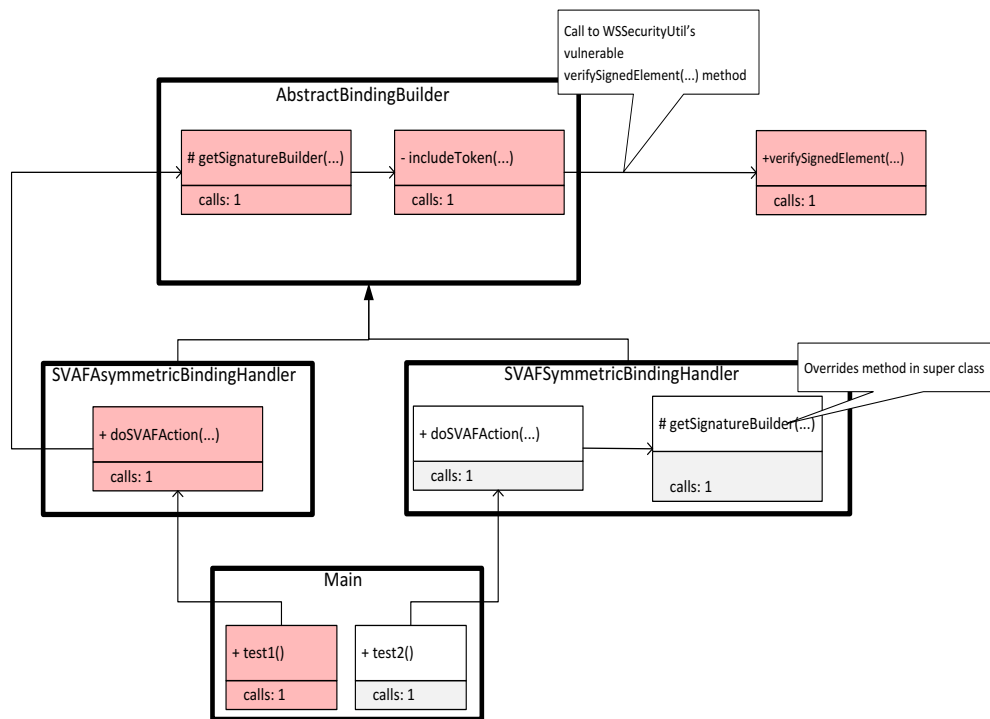 Call to WSSecurityUtil's
vulnerable
verifySignedElement(...) method
AbstractBindingBuilder
# getSignatureBuilder(...)
calls: 1
- includeToken(...)
calls: 1
+verifySignedElement(...)
calls: 1
SVAFAsymmetricBindingHandler
+ doSVAFAction(...)
calls: 1
SVAFSymmetricBindingHandler
+ doSVAFAction(...)
calls: 1
# getSignatureBuilder(...)
calls: 1
Overrides method in super class
Main
+ test1()
calls: 1
+ test2()
calls: 1